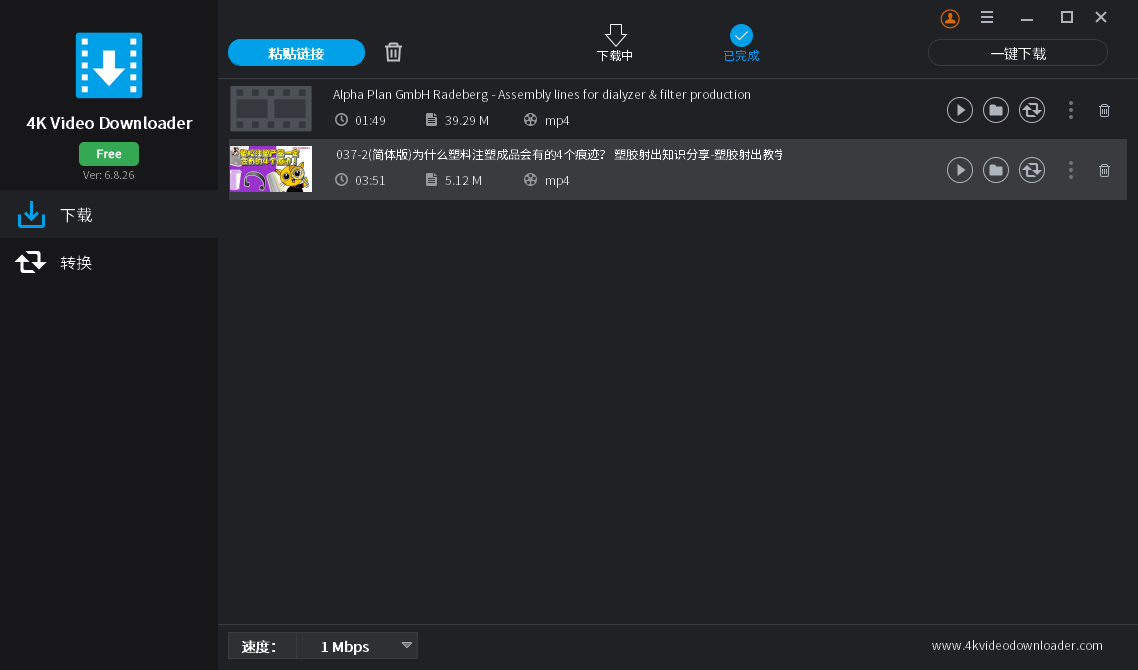 4K Video Downloader
Free
Ver: 6.8.26
下载
转换
粘贴链接
下载中
已完成
一键下载
Alpha Plan GmbH Radeberg - Assembly lines for dialyzer & filter production
01:49 39.29 M mp4
037-2(简体版)为什么塑料注塑成品会有的4个痕迹? 塑胶射出知识分享-塑胶射出教学
03:51 5.12 M mp4
速度: 1 Mbps
www.4kvideodownloader.com